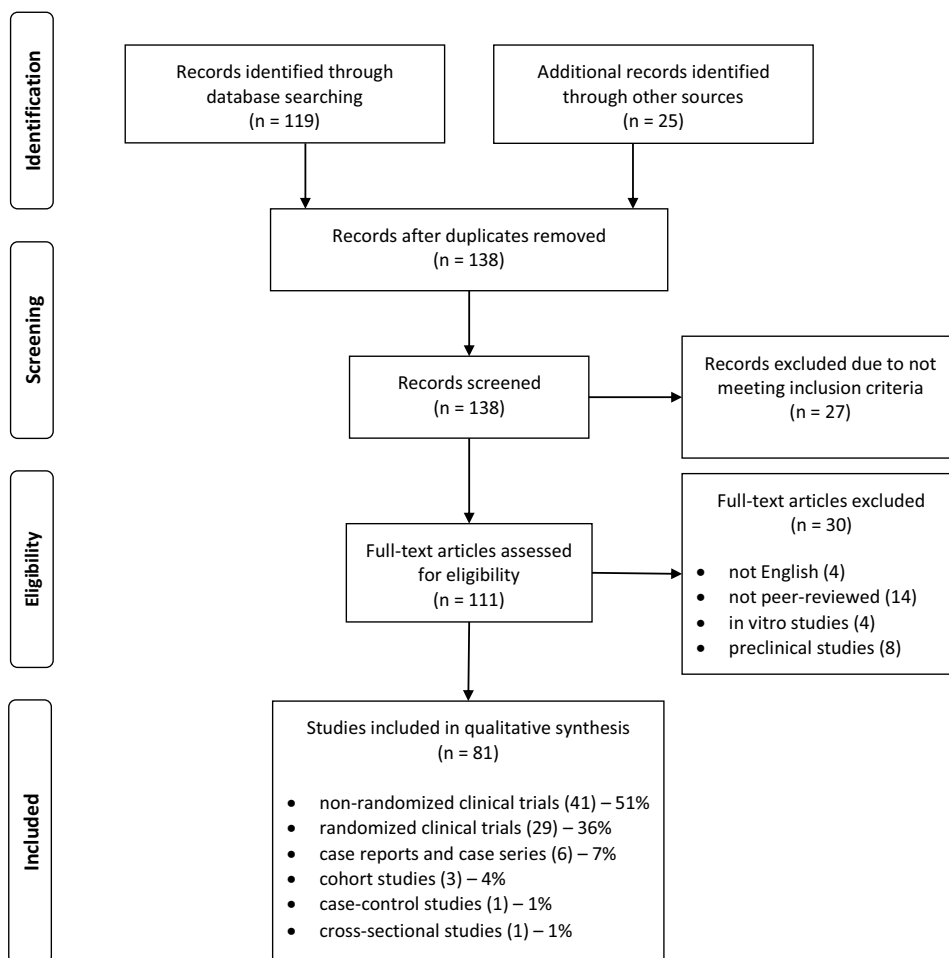 Identification
Records identified through
database searching
(n = 119)
Additional records identified
through other sources
(n = 25)
Records after duplicates removed
(n = 138)
Screening
Records screened
(n = 138)
Records excluded due to not
meeting inclusion criteria
(n = 27)
Eligibility
Full-text articles assessed
for eligibility
(n = 111)
Full-text articles excluded
(n = 30)
• not English (4)
• not peer-reviewed (14)
• in vitro studies (4)
• preclinical studies (8)
Included
Studies included in qualitative synthesis
(n = 81)
• non-randomized clinical trials (41) – 51%
• randomized clinical trials (29) – 36%
• case reports and case series (6) – 7%
• cohort studies (3) – 4%
• case-control studies (1) – 1%
• cross-sectional studies (1) – 1%